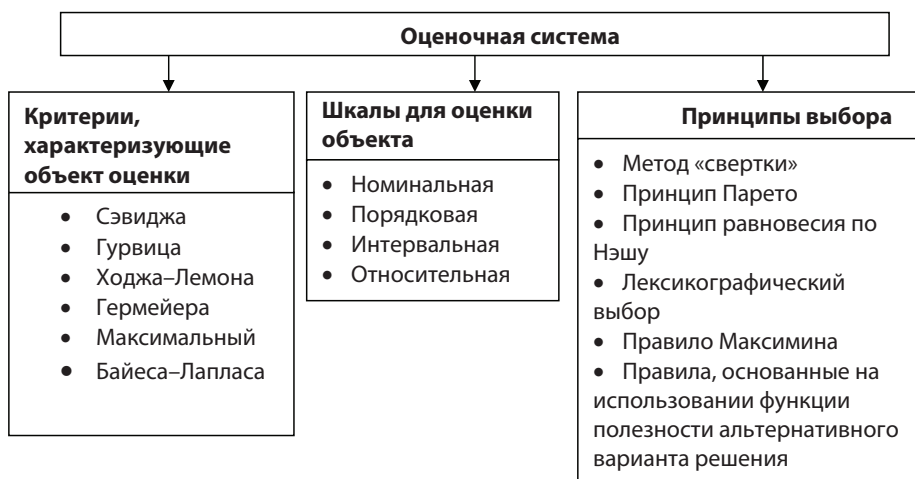 Оценочная система
Критерии,
характеризующие
объект оценки
• Сэвиджа
• Гурвица
• Ходжа–Лемона
• Гермейера
• Максимальный
• Байеса–Лапласа
Шкалы для оценки
объекта
• Номинальная
• Порядковая
• Интервальная
• Относительная
Принципы выбора
• Метод «свертки»
• Принцип Парето
• Принцип равновесия по
Нэшу
• Лексикографический
выбор
• Правило Максимина
• Правила, основанные на
использовании функции
полезности альтернативного
варианта решения